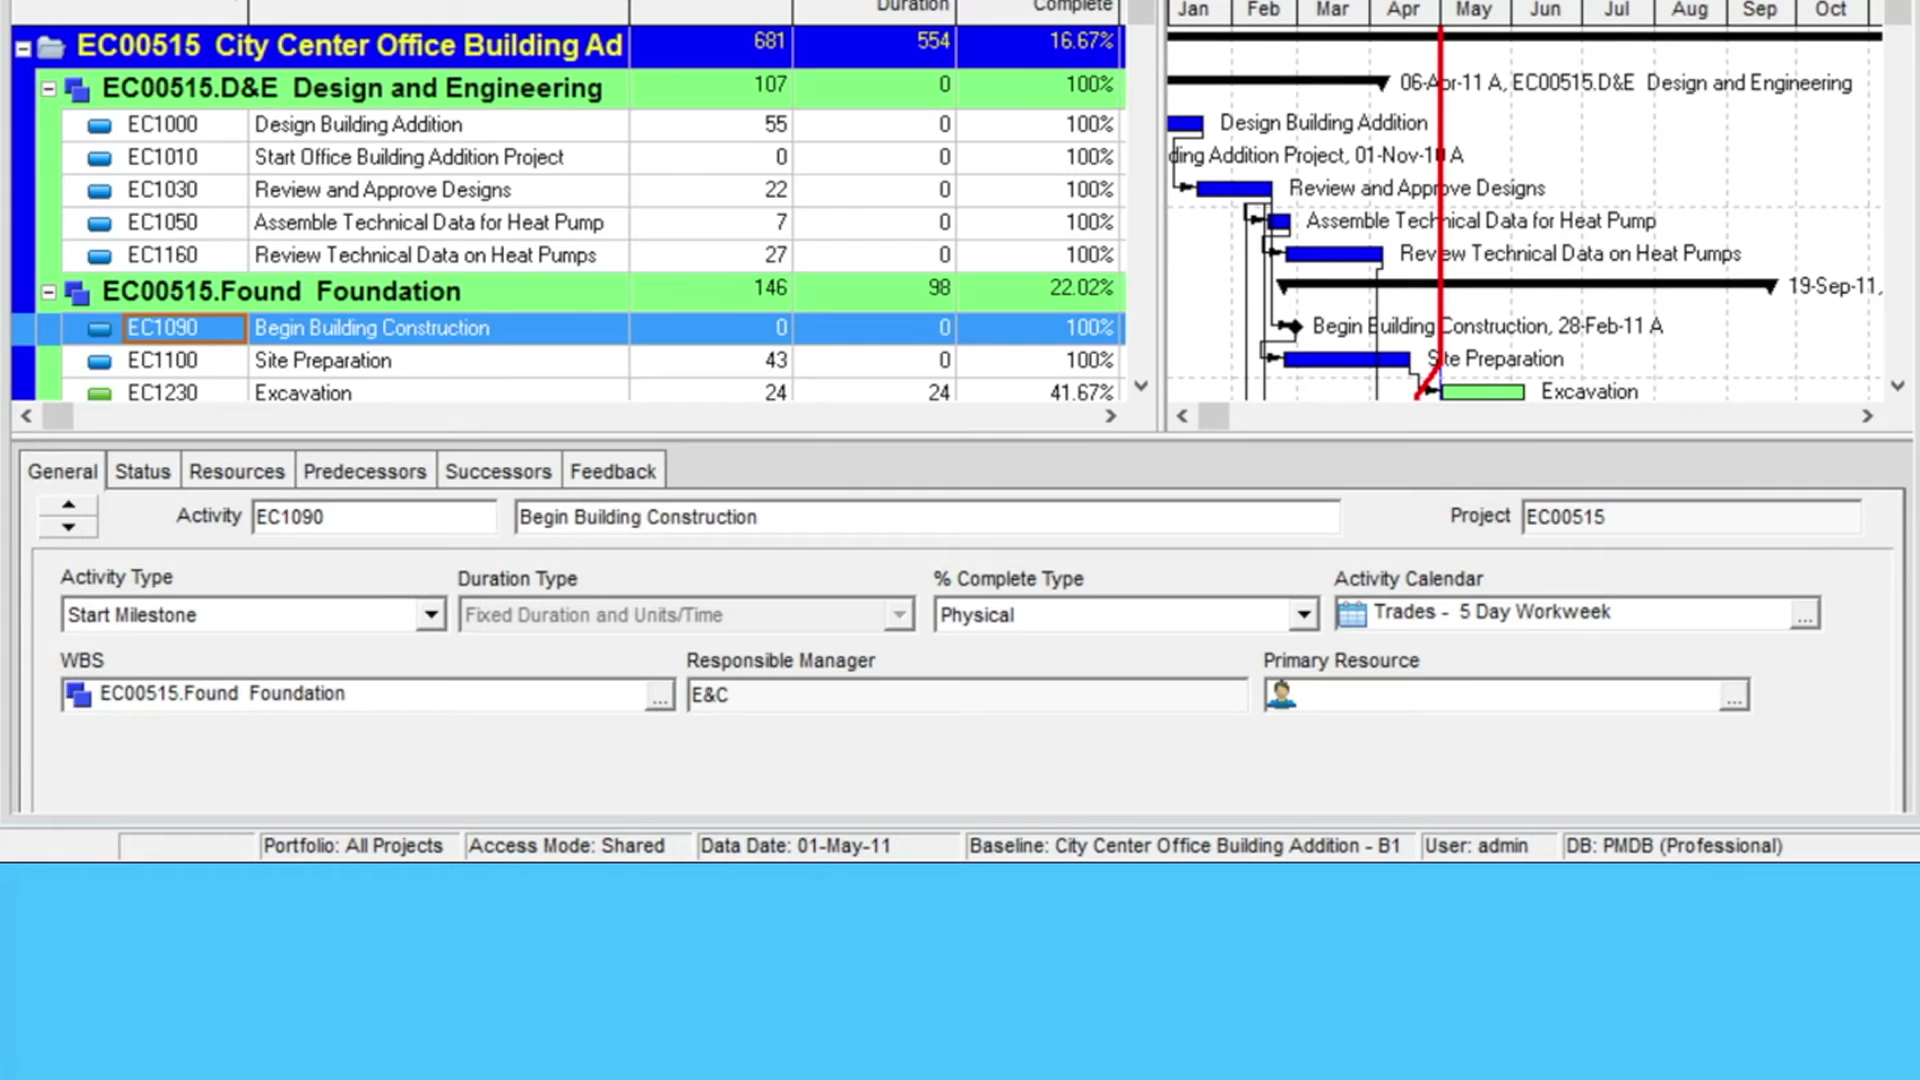 Duration Complete Jan Feb Mar Apr May Jun Jul Aug Sep Oct
EC00515 City Center Office Building Ad 681 554 16.67%
EC00515.D&E Design and Engineering 107 0 100% 06-Apr-11 A, EC00515.D&E Design and Engineering
EC1000 Design Building Addition 55 0 100% Design Building Addition
EC1010 Start Office Building Addition Project 0 0 100% ding Addition Project, 01-Nov-10 A
EC1030 Review and Approve Designs 22 0 100% Review and Approve Designs
EC1050 Assemble Technical Data for Heat Pump 7 0 100% Assemble Technical Data for Heat Pump
EC1160 Review Technical Data on Heat Pumps 27 0 100% Review Technical Data on Heat Pumps
EC00515.Found Foundation 146 98 22.02% 19-Sep-11,
EC1090 Begin Building Construction 0 0 100% Begin Building Construction, 28-Feb-11 A
EC1100 Site Preparation 43 0 100% Site Preparation
EC1230 Excavation 24 24 41.67% Excavation
General Status Resources Predecessors Successors Feedback
Activity EC1090 Begin Building Construction Project EC00515
Activity Type Duration Type % Complete Type Activity Calendar
Start Milestone Fixed Duration and Units/Time Physical Trades - 5 Day Workweek ...
WBS Responsible Manager Primary Resource
EC00515.Found Foundation ... E&C ...
Portfolio: All Projects Access Mode: Shared Data Date: 01-May-11 Baseline: City Center Office Building Addition - B1 User: admin DB: PMDB (Professional)